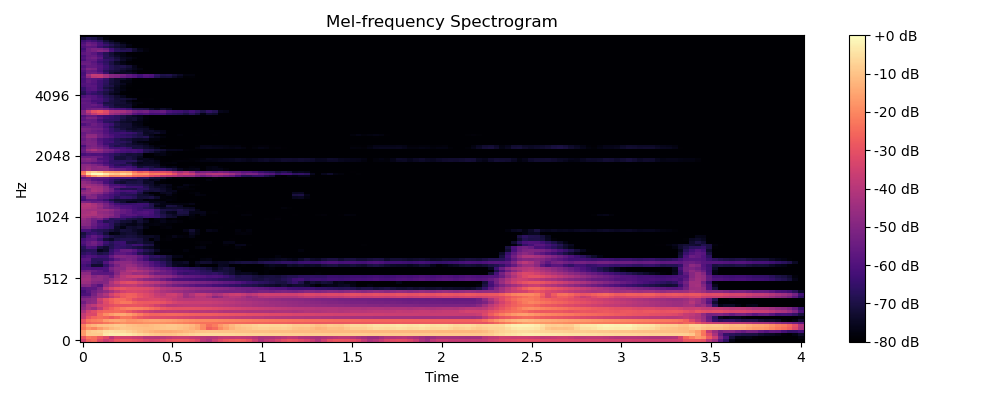 Mel-frequency Spectrogram
+0 dB
-10 dB
4096
-20 dB
-30 dB
2048
Hz
-40 dB
1024
-50 dB
-60 dB
512
-70 dB
0
-80 dB
0 0.5 1 1.5 2 2.5 3 3.5 4
Time